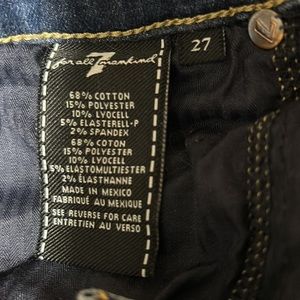 for all 7 mankind
27
68% COTTON
15% POLYESTER
10% LYOCELL
5% ELASTERELL-P
2% SPANDEX
68% COTON
15% POLYESTER
10% LYOCELL
5% ELASTOMULTIESTER
2% ÉLASTHANNE
MADE IN MEXICO
FABRIQUÉ AU MEXIQUE
SEE REVERSE FOR CARE
ENTRETIEN AU VERSO